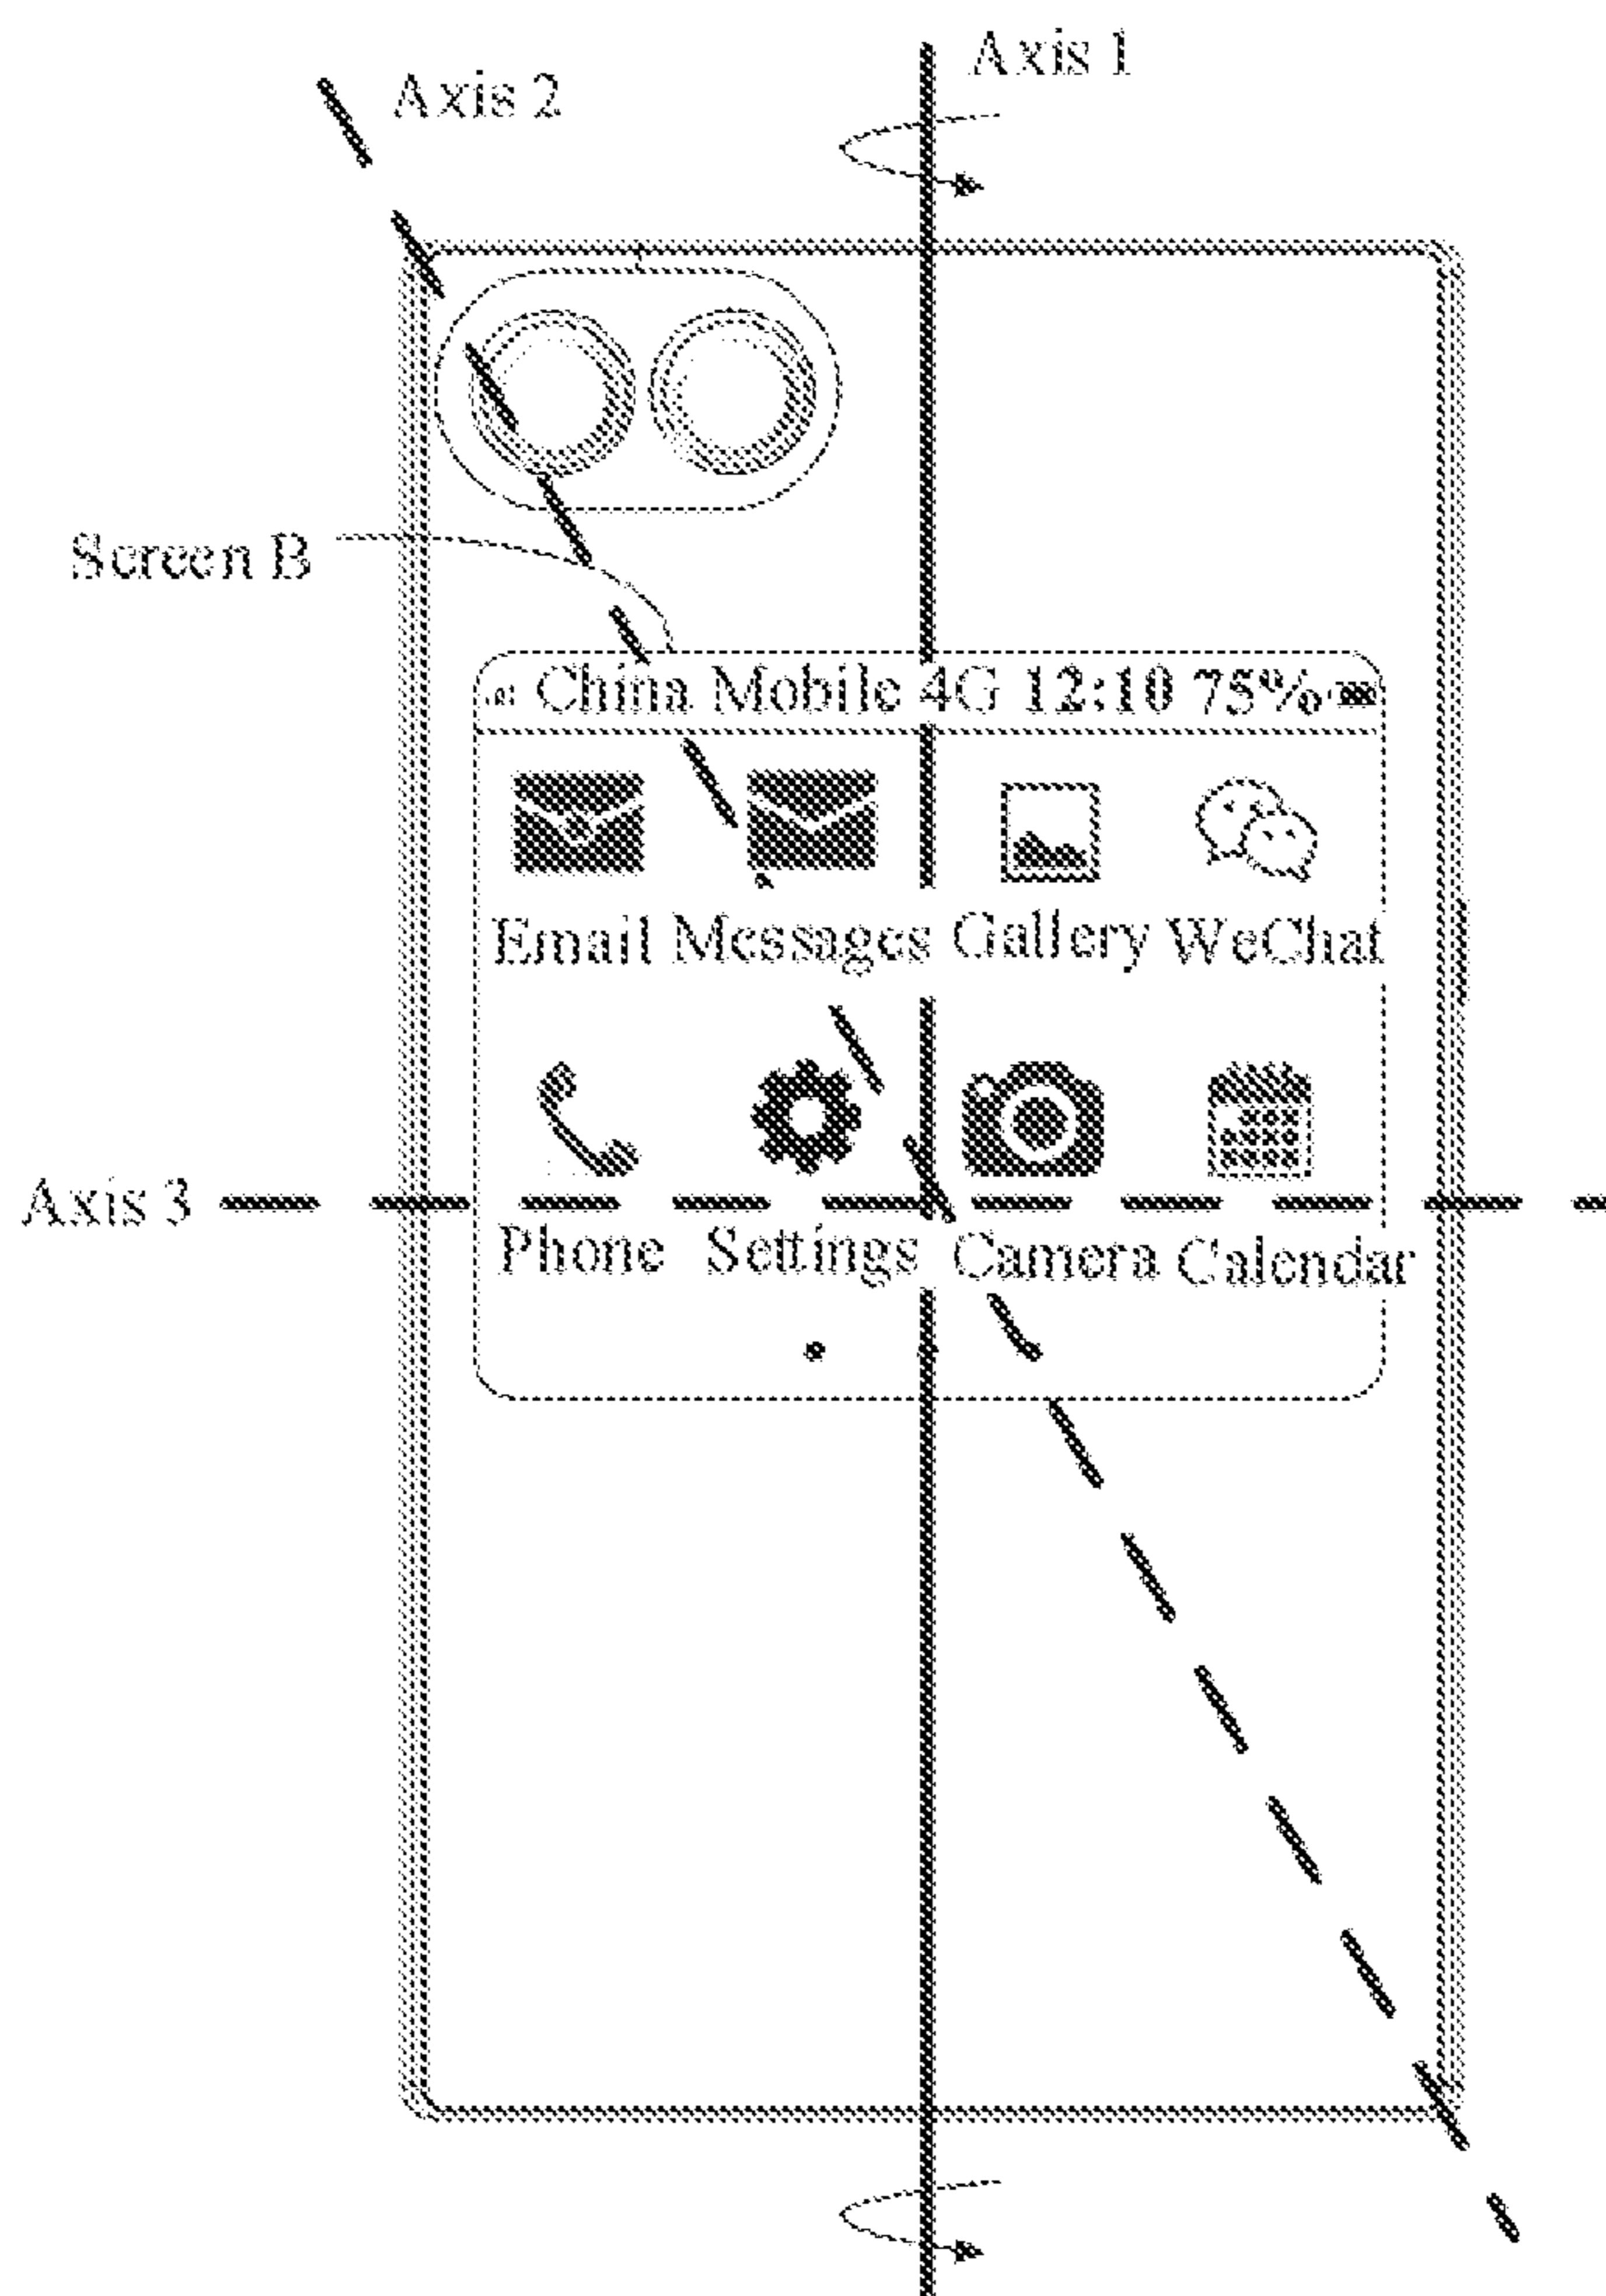 Axis 1
Axis 2
Screen B
China Mobile 4G 12:10 75%
Email Messages Gallery WeChat
Axis 3
Phone Settings Camera Calendar